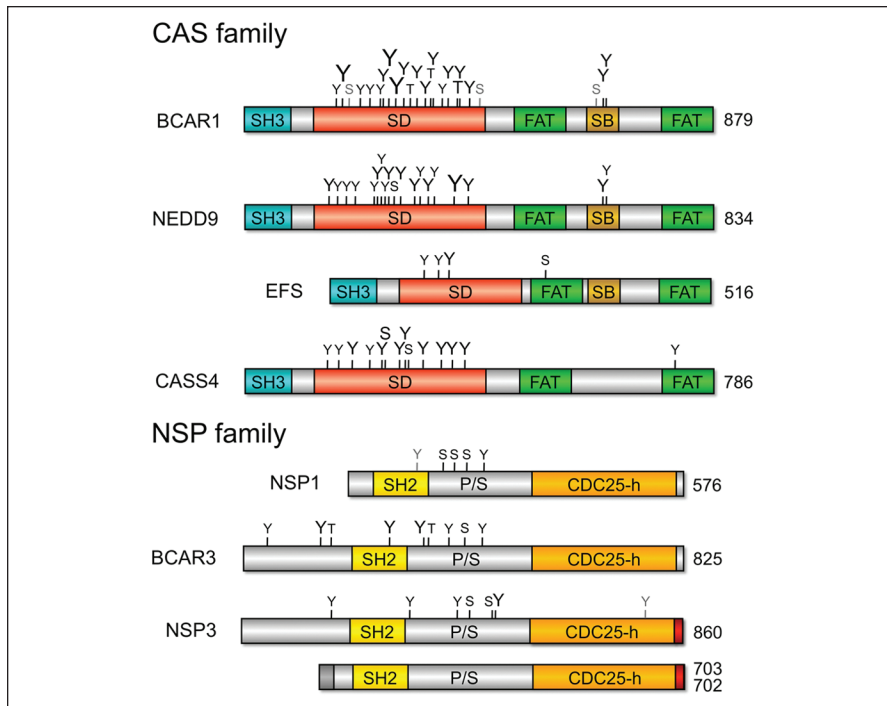 CAS family
Y
Y Y Y
Y Y Y Y T Y Y Y
Y S Y Y Y Y Y T Y Y T Y S S Y
BCAR1 SH3 SD FAT SB FAT 879
Y
Y Y Y Y Y Y
Y Y Y Y Y Y Y S Y Y Y Y Y
NEDD9 SH3 SD FAT SB FAT 834
Y Y Y S
EFS SH3 SD FAT SB FAT 516
S Y
Y Y Y Y Y Y S Y Y Y Y Y
CASS4 SH3 SD FAT FAT 786
NSP family
Y S S S Y
NSP1 SH2 P/S CDC25-h 576
Y Y T Y Y T Y S Y
BCAR3 SH2 P/S CDC25-h 825
Y Y Y S S Y Y
NSP3 SH2 P/S CDC25-h 860
SH2 P/S CDC25-h 703
702